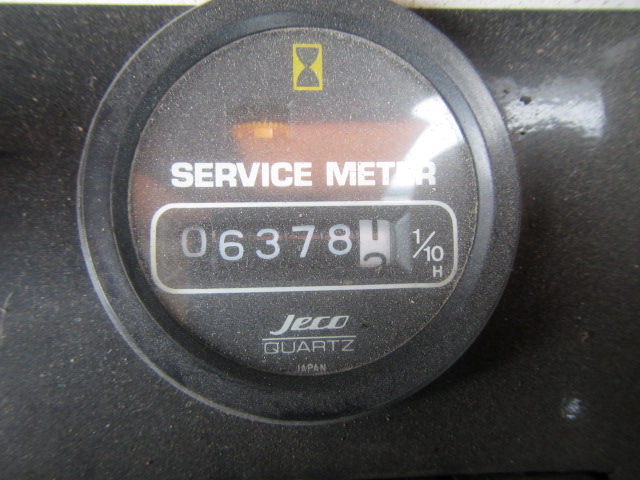 SERVICE METER
06378 1/10
H
Jeco
QUARTZ
JAPAN